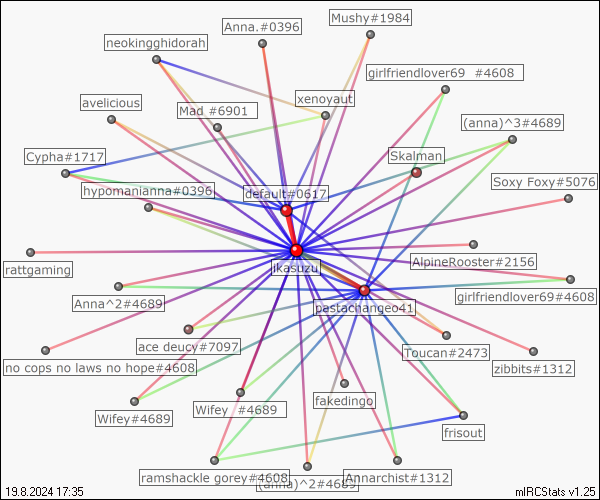 Mushy#1984
Anna.#0396
neokingghidorah
girlfriendlover69 #4608
xenoyaut
avelicious
Mad #6901
(anna)^3#4689
Skalman
Cypha#1717
Soxy Foxy#5076
hypomanianna#0396
default#0617
AlpineRooster#2156
rattgaming
jikasuzu
girlfriendlover69#4608
Anna^2#4689
pastachangeo41
ace deucy#7097
Toucan#2473
no cops no laws no hope#4608
zibbits#1312
fakedingo
Wifey#4689
Wifey #4689
frisout
ramshackle gorey#4608
Annarchist#1312
(anna)^2#4689
19.8.2024 17:35
mIRCStats v1.25